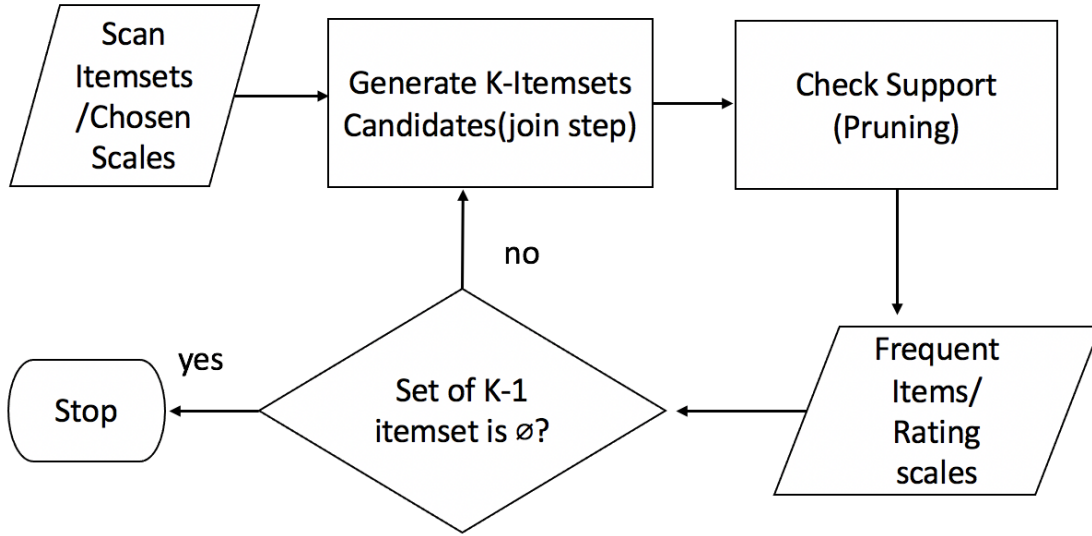 Scan
Itemsets
/Chosen
Scales
Generate K-Itemsets
Candidates(join step)
Check Support
(Pruning)
no
yes
Stop
Set of K-1
itemset is ∅?
Frequent
Items/
Rating
scales